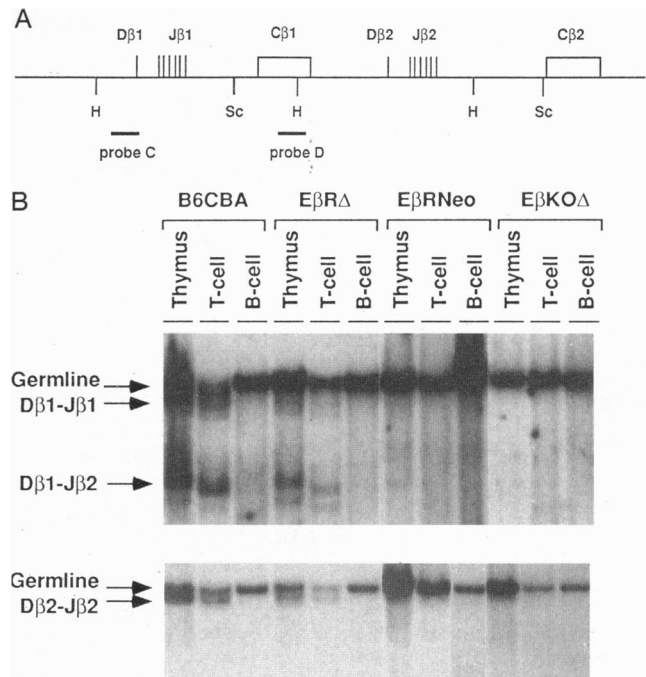 A
Dβ1 Jβ1 Cβ1 Dβ2 Jβ2 Cβ2
H Sc H H Sc
probe C probe D
B
B6CBA EβRΔ EβRNeo EβKOΔ
Thymus T-cell B-cell Thymus T-cell B-cell Thymus T-cell B-cell Thymus T-cell B-cell
Germline
Dβ1-Jβ1
Dβ1-Jβ2
Germline
Dβ2-Jβ2